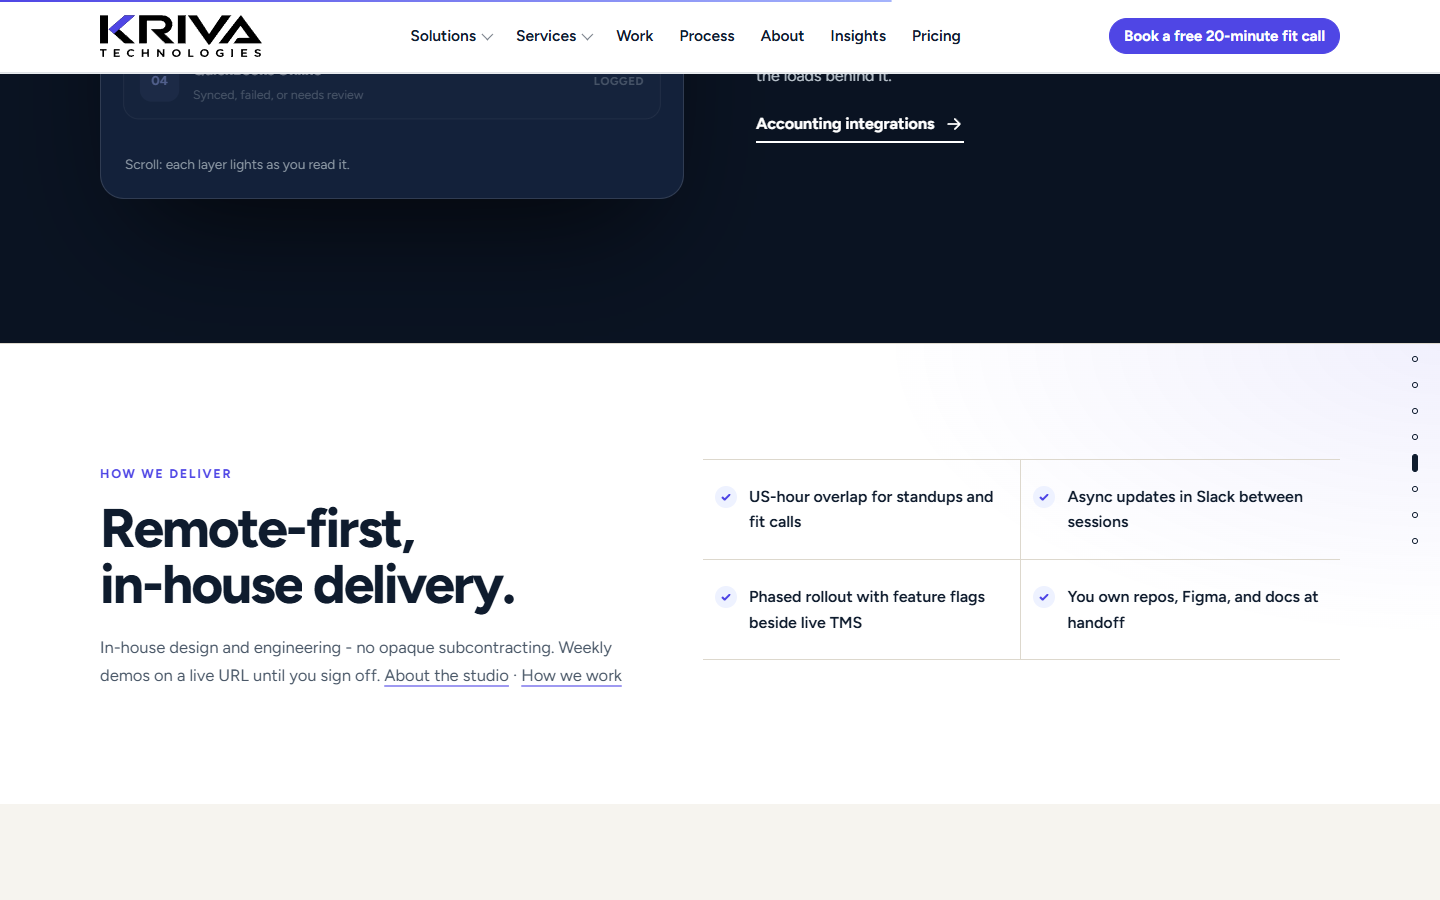 KRIVA
TECHNOLOGIES
Solutions
Services
Work
Process
About
Insights
Pricing
Book a free 20-minute fit call
04
Synced, failed, or needs review
LOGGED
Scroll: each layer lights as you read it.
the loads behind it.
Accounting integrations
HOW WE DELIVER
Remote-first,
in-house delivery.
In-house design and engineering - no opaque subcontracting. Weekly
demos on a live URL until you sign off. About the studio · How we work
US-hour overlap for standups and
fit calls
Async updates in Slack between
sessions
Phased rollout with feature flags
beside live TMS
You own repos, Figma, and docs at
handoff